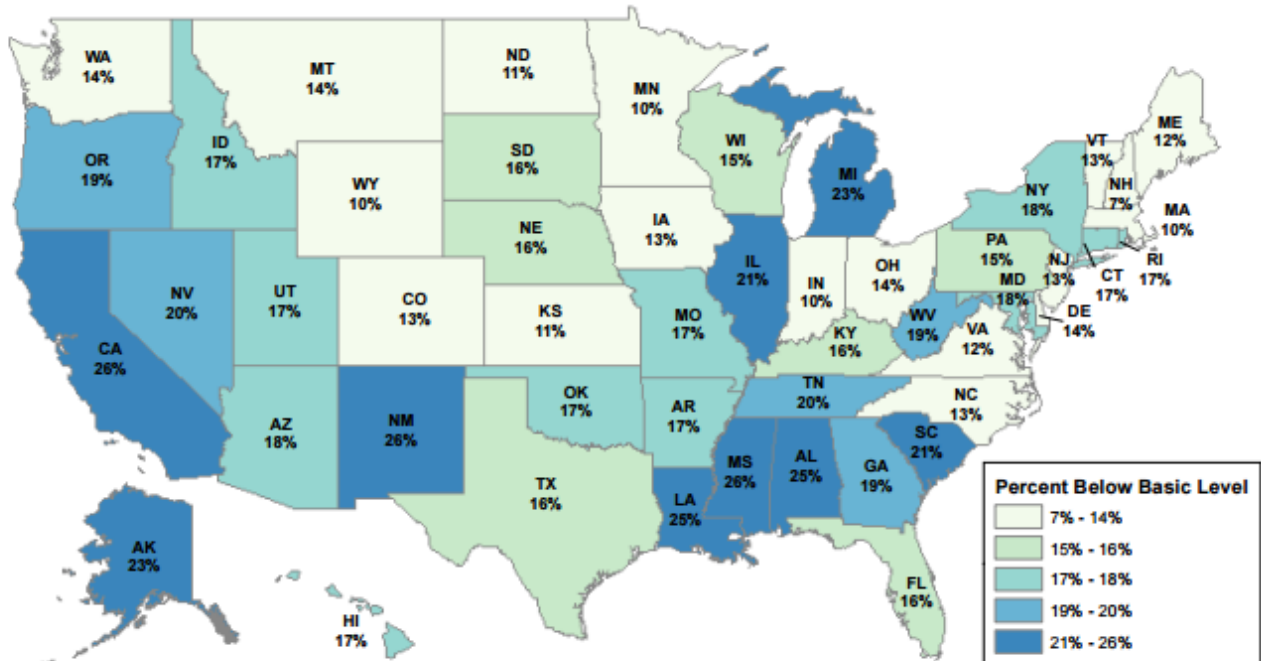 WA
14%
MT
14%
ND
11%
MN
10%
ME
12%
VT
13%
NH
7%
ID
17%
OR
19%
SD
16%
WI
15%
MI
23%
NY
18%
MA
10%
WY
10%
NE
16%
IA
13%
PA
15%
NJ
13%
RI
17%
CT
17%
IL
21%
IN
10%
OH
14%
MD
18%
DE
14%
NV
20%
UT
17%
CO
13%
KS
11%
MO
17%
KY
16%
WV
19%
VA
12%
CA
26%
AZ
18%
NM
26%
OK
17%
AR
17%
TN
20%
NC
13%
SC
21%
TX
16%
LA
25%
MS
26%
AL
25%
GA
19%
AK
23%
HI
17%
FL
16%
Percent Below Basic Level
7% - 14%
15% - 16%
17% - 18%
19% - 20%
21% - 26%